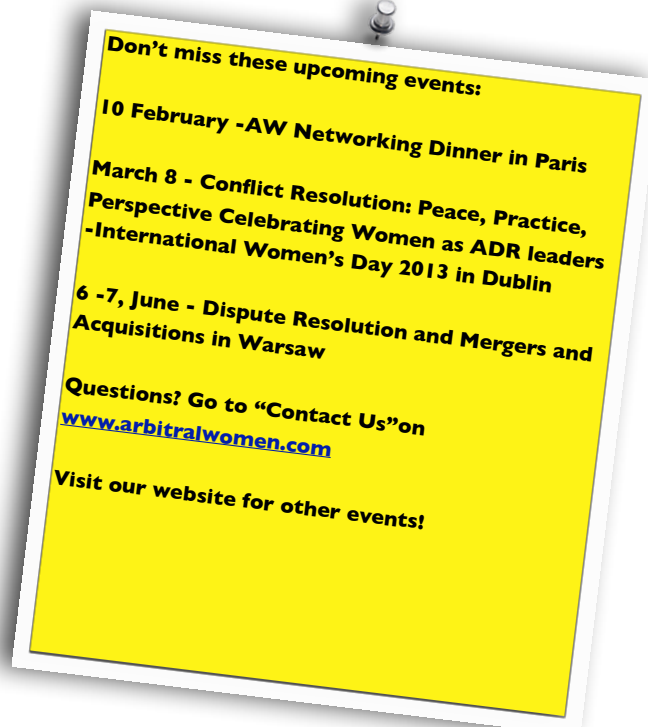 Don’t miss these upcoming events:
10 February -AW Networking Dinner in Paris
March 8 - Conflict Resolution: Peace, Practice,
Perspective Celebrating Women as ADR leaders
-International Women’s Day 2013 in Dublin
6 -7, June - Dispute Resolution and Mergers and
Acquisitions in Warsaw
Questions? Go to “Contact Us”on
www.arbitralwomen.com
Visit our website for other events!